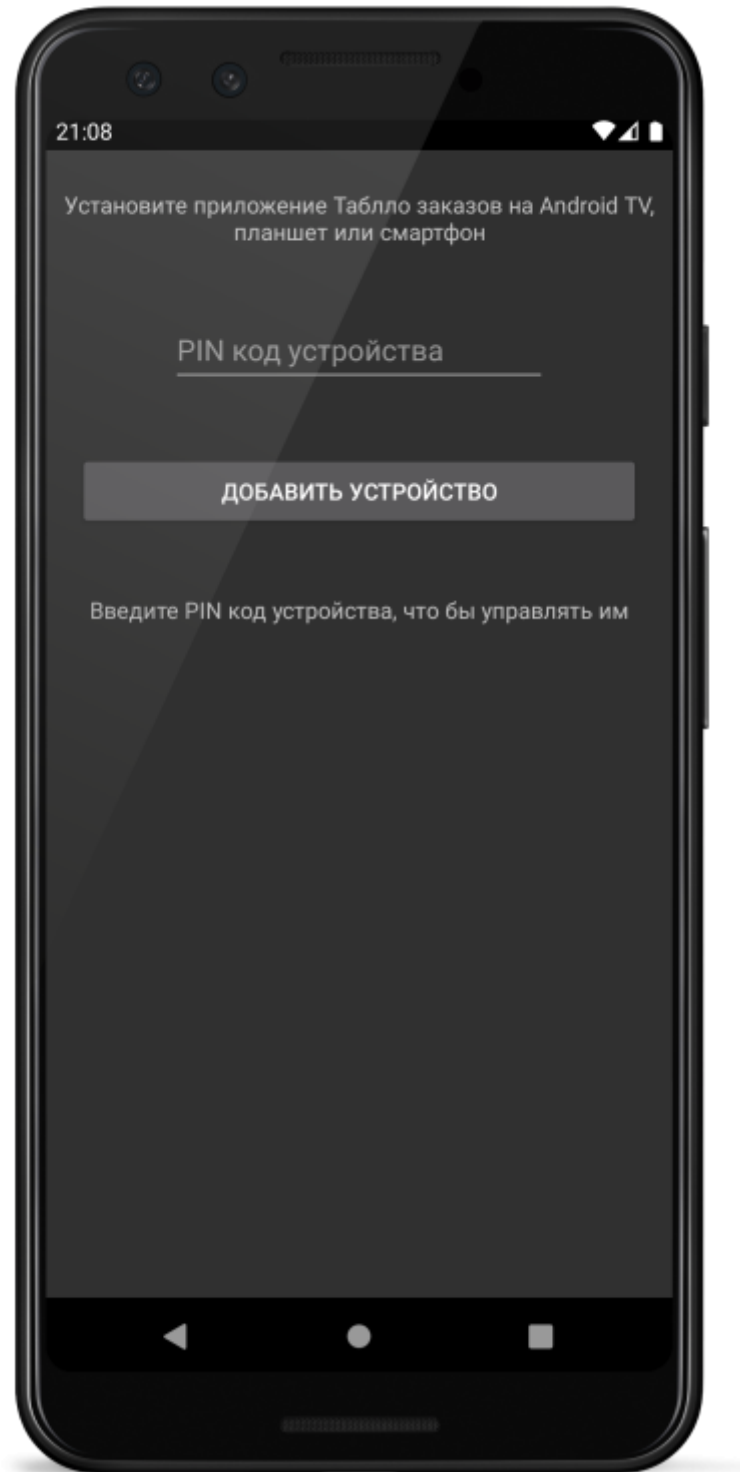 21:08
Установите приложение Таблло заказов на Android TV,
планшет или смартфон
PIN код устройства
ДОБАВИТЬ УСТРОЙСТВО
Введите PIN код устройства, что бы управлять им